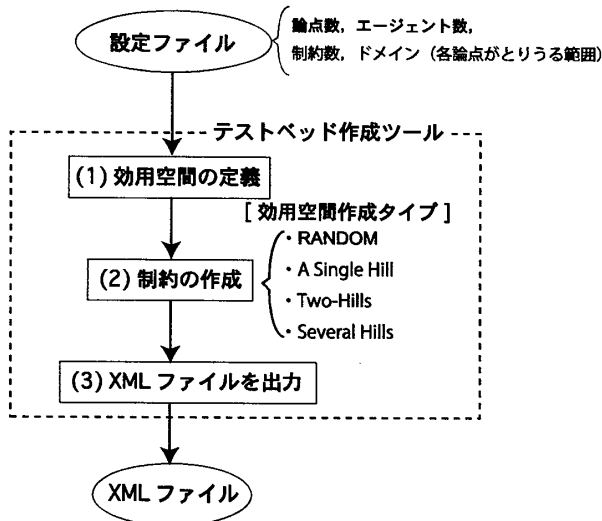 設定ファイル
論点数，エージェント数，
制約数，ドメイン（各論点がとりうる範囲）
テストベッド作成ツール
(1) 効用空間の定義
[ 効用空間作成タイプ ]
・RANDOM
・A Single Hill
・Two-Hills
・Several Hills
(2) 制約の作成
(3) XML ファイルを出力
XML ファイル